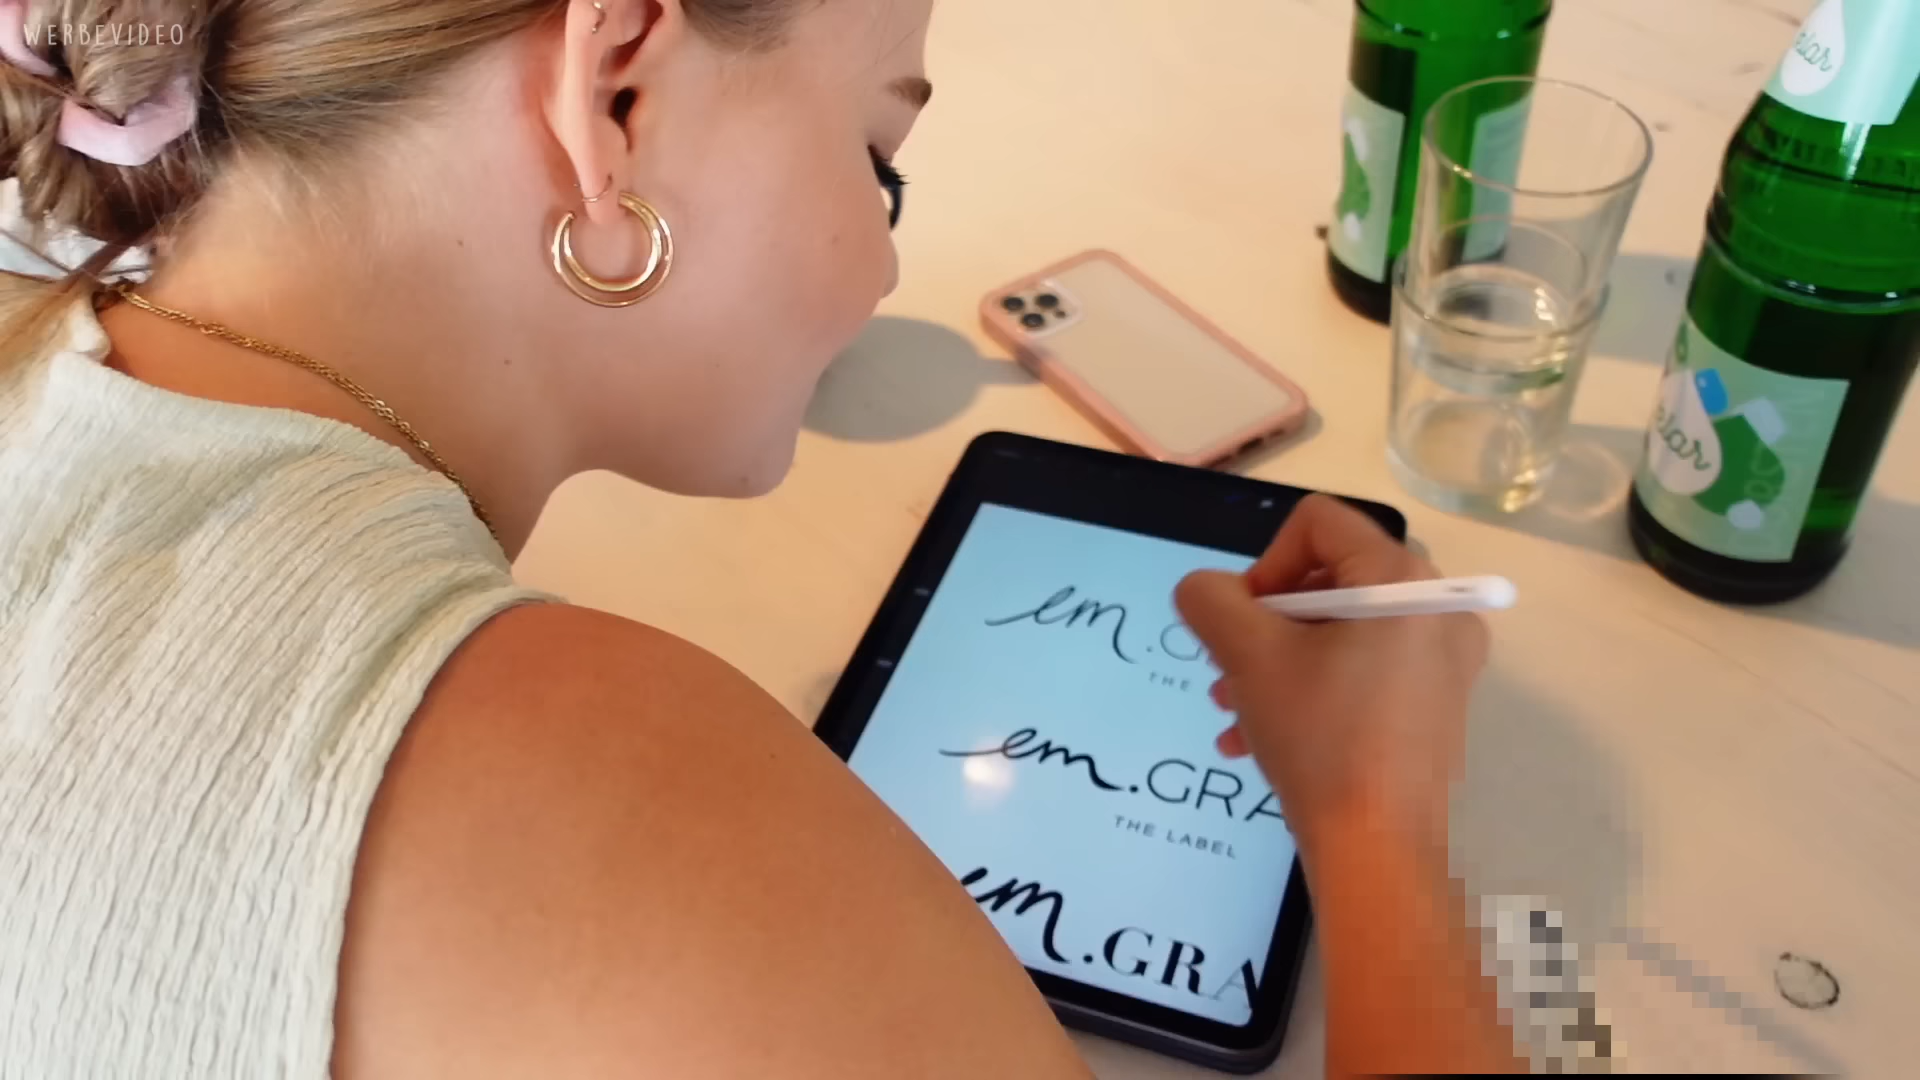 WERBEVIDEO
em.G
THE
em.GRA
THE LABEL
em.GRA